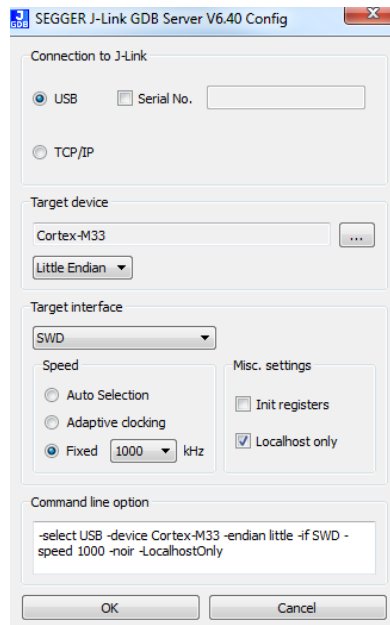 J GDB SEGGER J-Link GDB Server V6.40 Config X
Connection to J-Link
USB Serial No.
TCP/IP
Target device
Cortex-M33 ...
Little Endian
Target interface
SWD
Speed Misc. settings
Auto Selection
Init registers
Adaptive clocking
Localhost only
Fixed 1000 kHz
Command line option
-select USB -device Cortex-M33 -endian little -if SWD -
speed 1000 -noir -LocalhostOnly
OK Cancel